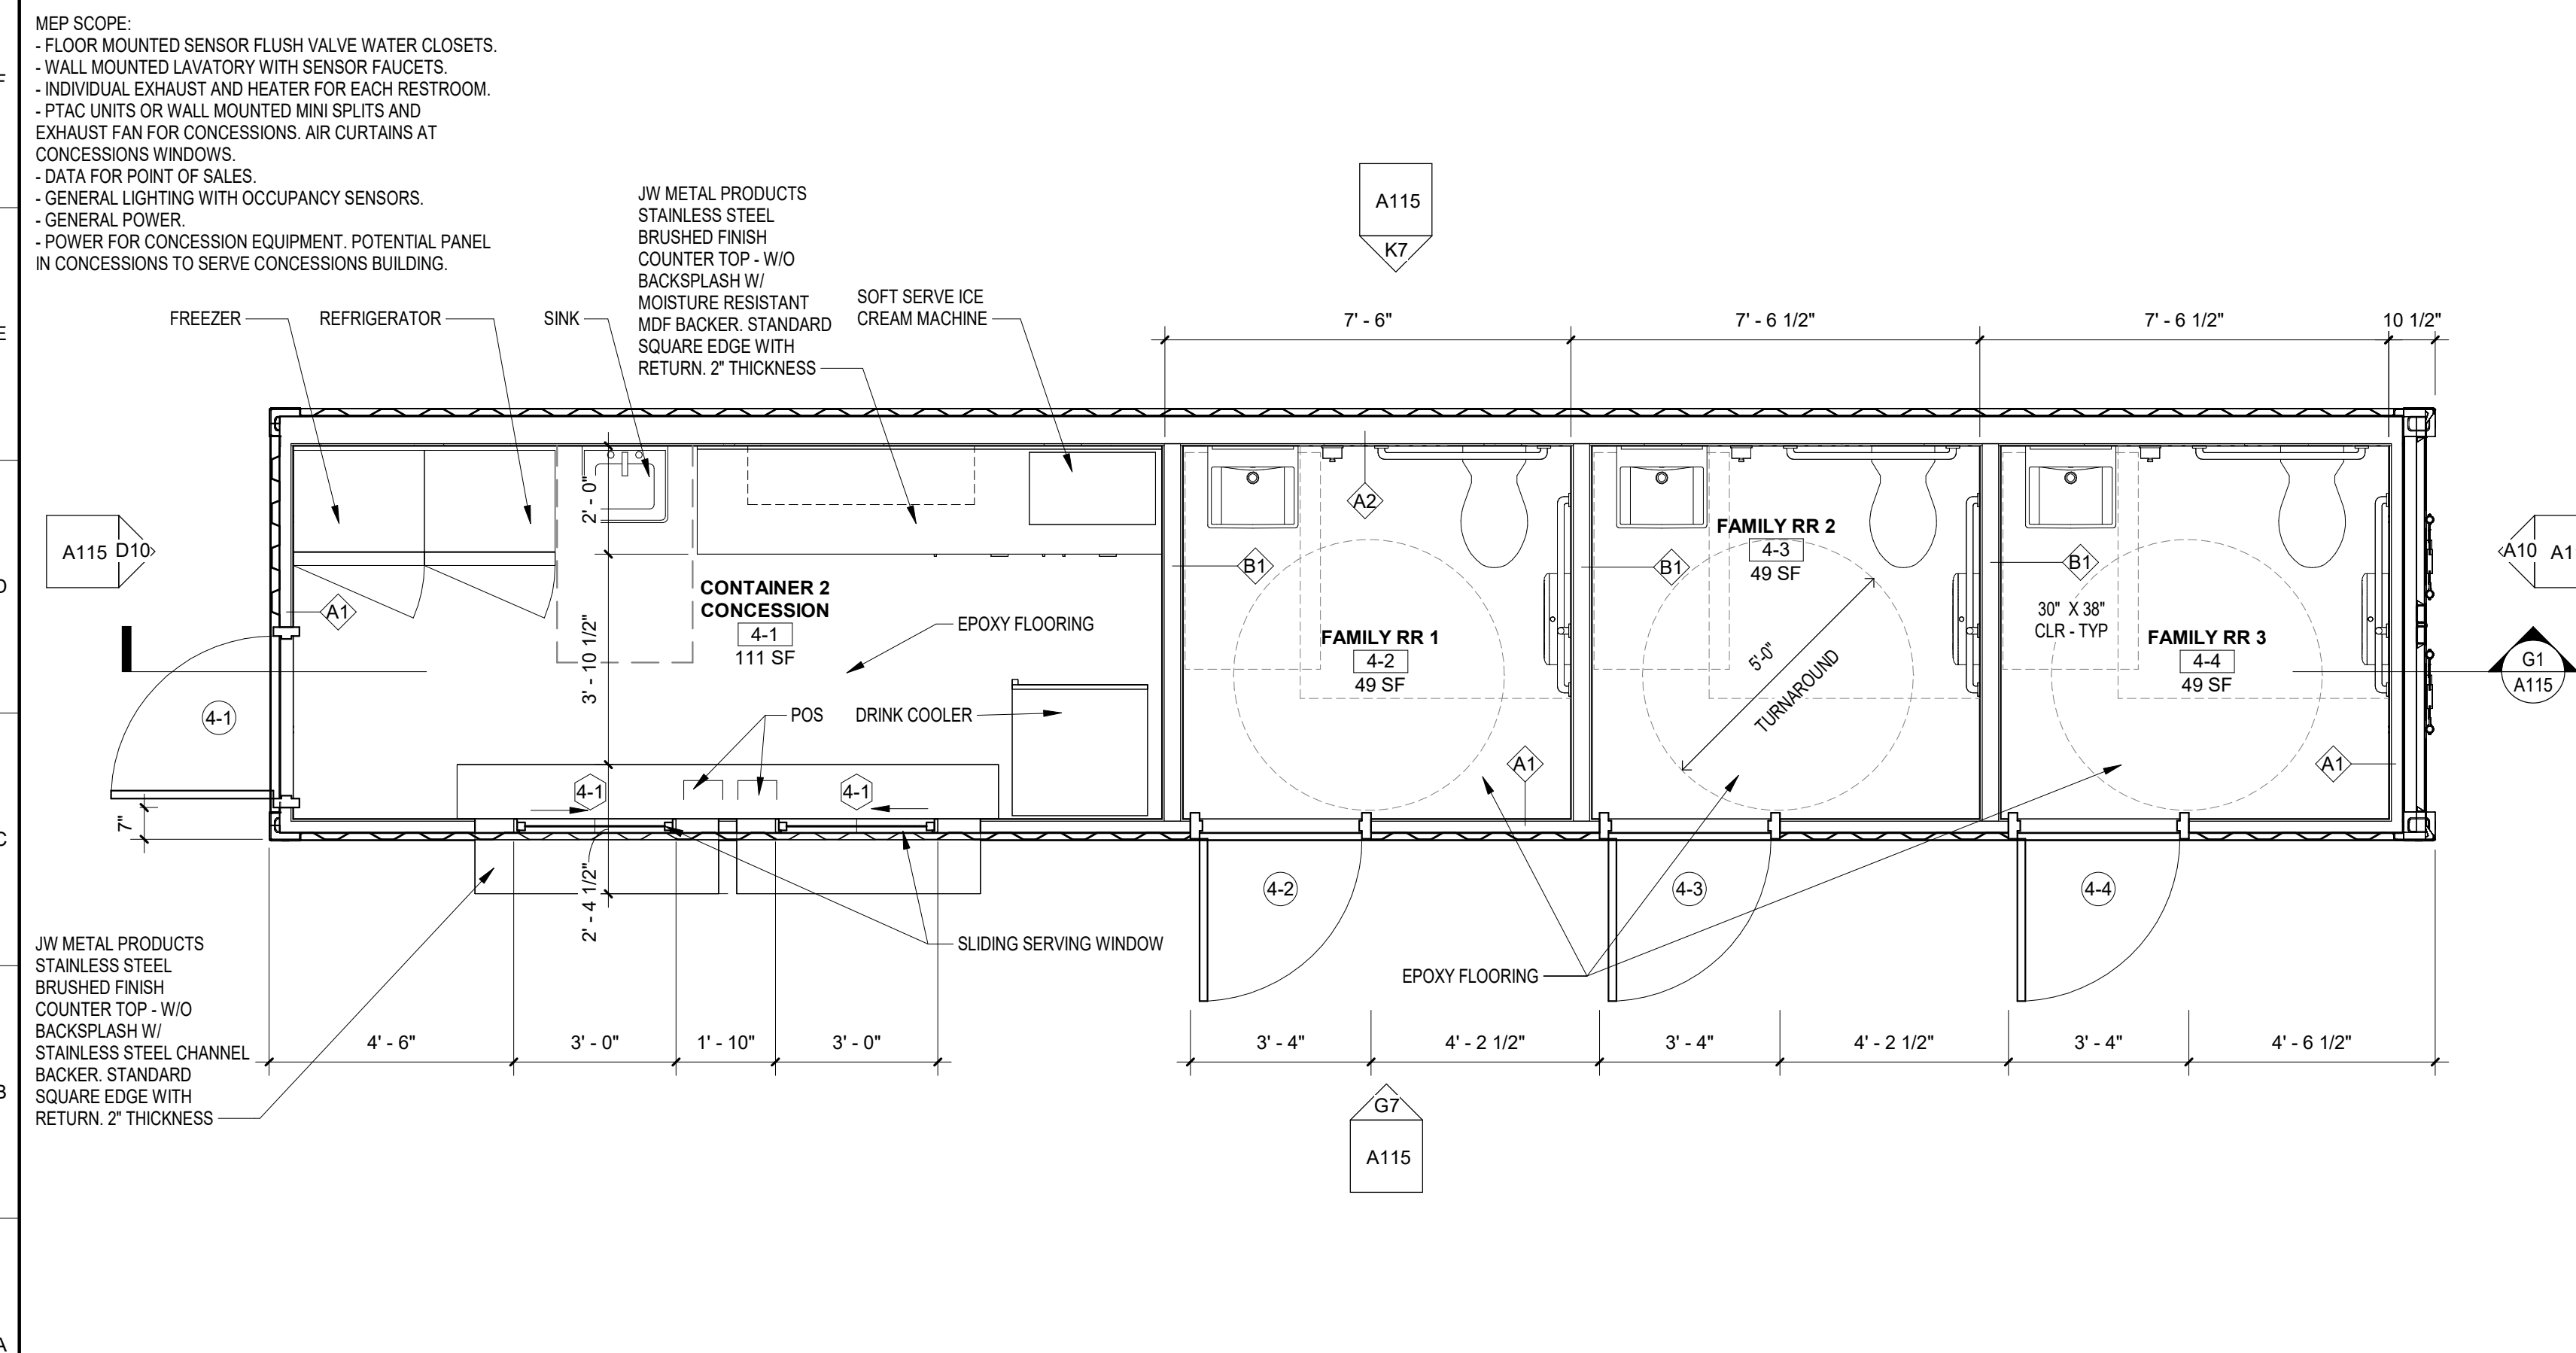 MEP SCOPE:
- FLOOR MOUNTED SENSOR FLUSH VALVE WATER CLOSETS.
- WALL MOUNTED LAVATORY WITH SENSOR FAUCETS.
- INDIVIDUAL EXHAUST AND HEATER FOR EACH RESTROOM.
- PTAC UNITS OR WALL MOUNTED MINI SPLITS AND
EXHAUST FAN FOR CONCESSIONS. AIR CURTAINS AT
CONCESSIONS WINDOWS.
- DATA FOR POINT OF SALES.
- GENERAL LIGHTING WITH OCCUPANCY SENSORS.
- GENERAL POWER.
- POWER FOR CONCESSION EQUIPMENT. POTENTIAL PANEL
IN CONCESSIONS TO SERVE CONCESSIONS BUILDING.
F
E
D
C
B
A
FREEZER
REFRIGERATOR
SINK
JW METAL PRODUCTS
STAINLESS STEEL
BRUSHED FINISH
COUNTER TOP - W/O
BACKSPLASH W/
MOISTURE RESISTANT
MDF BACKER. STANDARD
SQUARE EDGE WITH
RETURN. 2" THICKNESS
SOFT SERVE ICE
CREAM MACHINE
A115
K7
7' - 6"
7' - 6 1/2"
7' - 6 1/2"
10 1/2"
A115 D10
A1
2' - 0"
3' - 10 1/2"
2' - 4 1/2"
CONTAINER 2
CONCESSION
4-1
111 SF
EPOXY FLOORING
POS
DRINK COOLER
4-1
4-1
4-1
7"
A2
B1
FAMILY RR 1
4-2
49 SF
A1
B1
FAMILY RR 2
4-3
49 SF
5'-0"
TURNAROUND
B1
30" X 38"
CLR - TYP
FAMILY RR 3
4-4
49 SF
A1
A10 A1
G1
A115
4-2
4-3
4-4
SLIDING SERVING WINDOW
EPOXY FLOORING
JW METAL PRODUCTS
STAINLESS STEEL
BRUSHED FINISH
COUNTER TOP - W/O
BACKSPLASH W/
STAINLESS STEEL CHANNEL
BACKER. STANDARD
SQUARE EDGE WITH
RETURN. 2" THICKNESS
4' - 6"
3' - 0"
1' - 10"
3' - 0"
3' - 4"
4' - 2 1/2"
3' - 4"
4' - 2 1/2"
3' - 4"
4' - 6 1/2"
G7
A115